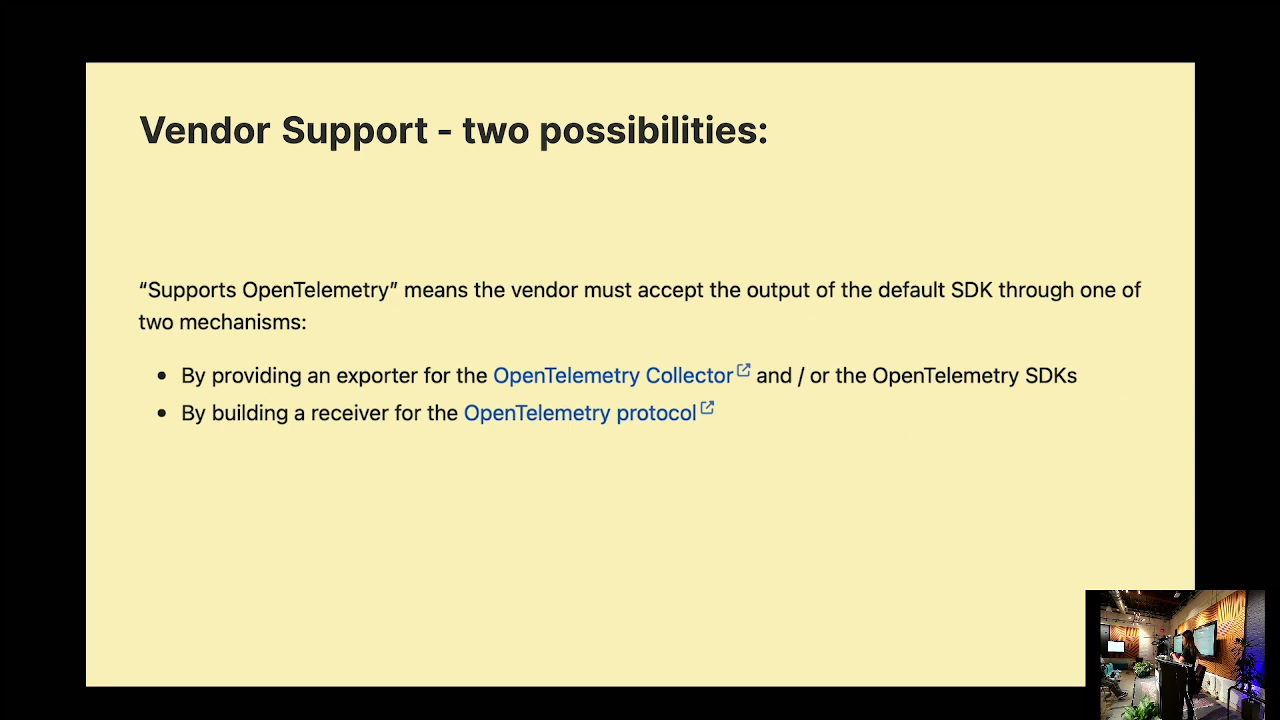 Vendor Support - two possibilities:
“Supports OpenTelemetry” means the vendor must accept the output of the default SDK through one of
two mechanisms:
• By providing an exporter for the OpenTelemetry Collector and / or the OpenTelemetry SDKs
• By building a receiver for the OpenTelemetry protocol